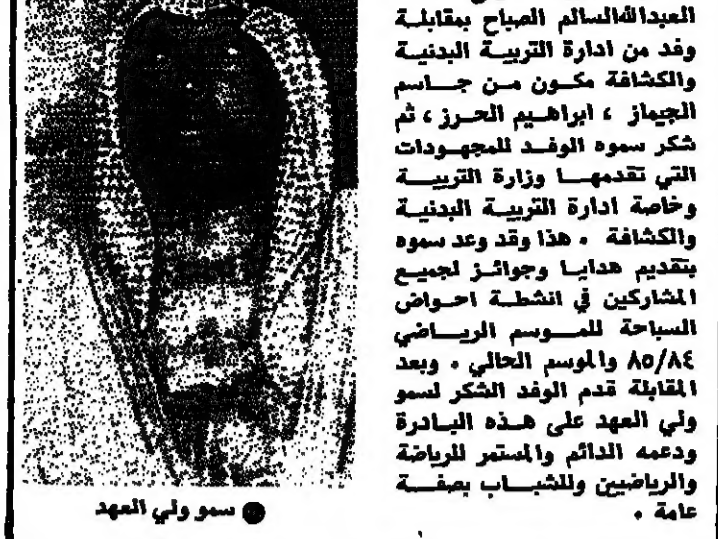 العبدالله السالم الصباح بمقابلة
وفد من ادارة التربية البدنية
والكشافة مكون من جاسم
الجيماز ، ابراهيم الحرز ، ثم
شكر سموه الوفد للمجهودات
التي تقدمها وزارة التربية
وخاصة ادارة التربية البدنية
والكشافة . هذا وقد وعد سموه
بتقديم هدايا وجوائز لجميع
المشاركين في انشطة احواض
السباحة للموسم الرياضي
٨٥/٨٤ والموسم الحالي . وبعد
المقابلة قدم الوفد الشكر لسمو
ولي العهد على هذه البادرة
ودعمه الدائم والمستمر للرياضة
والرياضيين وللشباب بصفة
عامة .
سمو ولي العهد